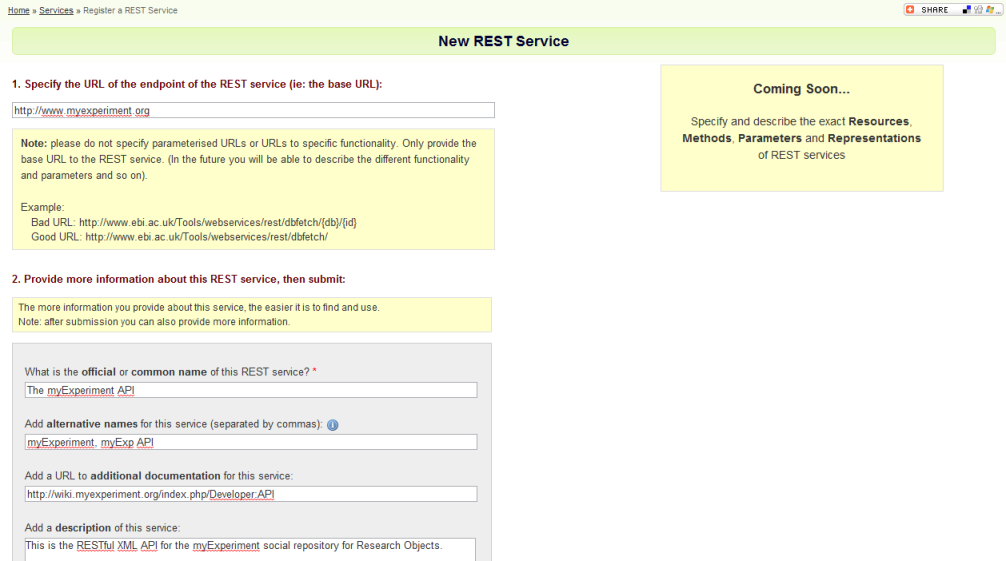 Home » Services » Register a REST Service
SHARE
New REST Service
1. Specify the URL of the endpoint of the REST service (ie: the base URL):
http://www.myexperiment.org
Note: please do not specify parameterised URLs or URLs to specific functionality. Only provide the
base URL to the REST service. (In the future you will be able to describe the different functionality
and parameters and so on).
Example:
Bad URL: http://www.ebi.ac.uk/Tools/webservices/rest/dbfetch/{db}/{id}
Good URL: http://www.ebi.ac.uk/Tools/webservices/rest/dbfetch/
Coming Soon...
Specify and describe the exact Resources,
Methods, Parameters and Representations
of REST services
2. Provide more information about this REST service, then submit:
The more information you provide about this service, the easier it is to find and use.
Note: after submission you can also provide more information.
What is the official or common name of this REST service? *
The myExperiment API
Add alternative names for this service (separated by commas):
myExperiment, myExp API
Add a URL to additional documentation for this service:
http://wiki.myexperiment.org/index.php/Developer:API
Add a description of this service:
This is the RESTful XML API for the myExperiment social repository for Research Objects.